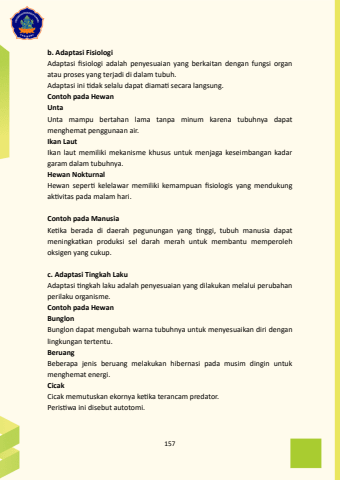 b. Adaptasi Fisiologi
Adaptasi fisiologi adalah penyesuaian yang berkaitan dengan fungsi organ
atau proses yang terjadi di dalam tubuh.
Adaptasi ini tidak selalu dapat diamati secara langsung.
Contoh pada Hewan
Unta
Unta mampu bertahan lama tanpa minum karena tubuhnya dapat
menghemat penggunaan air.
Ikan Laut
Ikan laut memiliki mekanisme khusus untuk menjaga keseimbangan kadar
garam dalam tubuhnya.
Hewan Nokturnal
Hewan seperti kelelawar memiliki kemampuan fisiologis yang mendukung
aktivitas pada malam hari.
Contoh pada Manusia
Ketika berada di daerah pegunungan yang tinggi, tubuh manusia dapat
meningkatkan produksi sel darah merah untuk membantu memperoleh
oksigen yang cukup.
c. Adaptasi Tingkah Laku
Adaptasi tingkah laku adalah penyesuaian yang dilakukan melalui perubahan
perilaku organisme.
Contoh pada Hewan
Bunglon
Bunglon dapat mengubah warna tubuhnya untuk menyesuaikan diri dengan
lingkungan tertentu.
Beruang
Beberapa jenis beruang melakukan hibernasi pada musim dingin untuk
menghemat energi.
Cicak
Cicak memutuskan ekornya ketika terancam predator.
Peristiwa ini disebut autotomi.
157